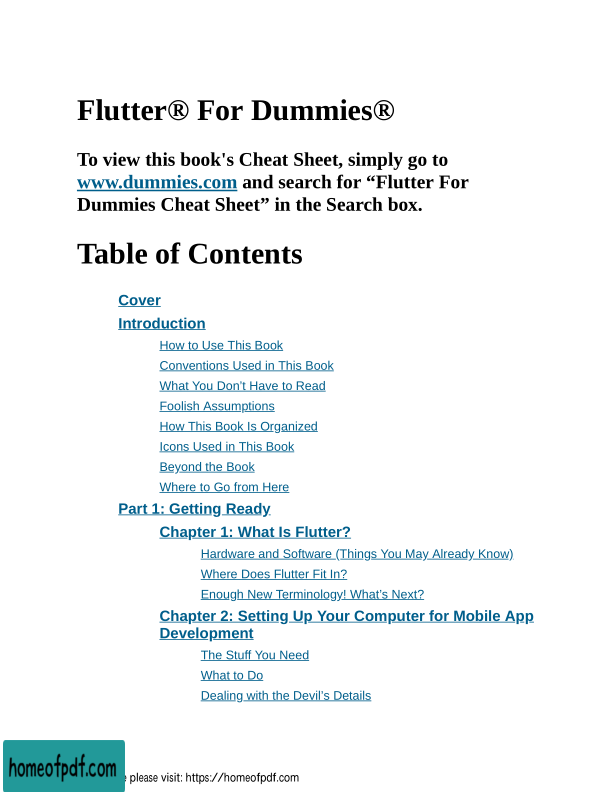 Flutter® For Dummies®
To view this book's Cheat Sheet, simply go to
www.dummies.com and search for “Flutter For
Dummies Cheat Sheet” in the Search box.
Table of Contents
Cover
Introduction
How to Use This Book
Conventions Used in This Book
What You Don't Have to Read
Foolish Assumptions
How This Book Is Organized
Icons Used in This Book
Beyond the Book
Where to Go from Here
Part 1: Getting Ready
Chapter 1: What Is Flutter?
Hardware and Software (Things You May Already Know)
Where Does Flutter Fit In?
Enough New Terminology! What’s Next?
Chapter 2: Setting Up Your Computer for Mobile App
Development
The Stuff You Need
What to Do
Dealing with the Devil’s Details
homeofpdf.com
please visit: https://homeofpdf.com